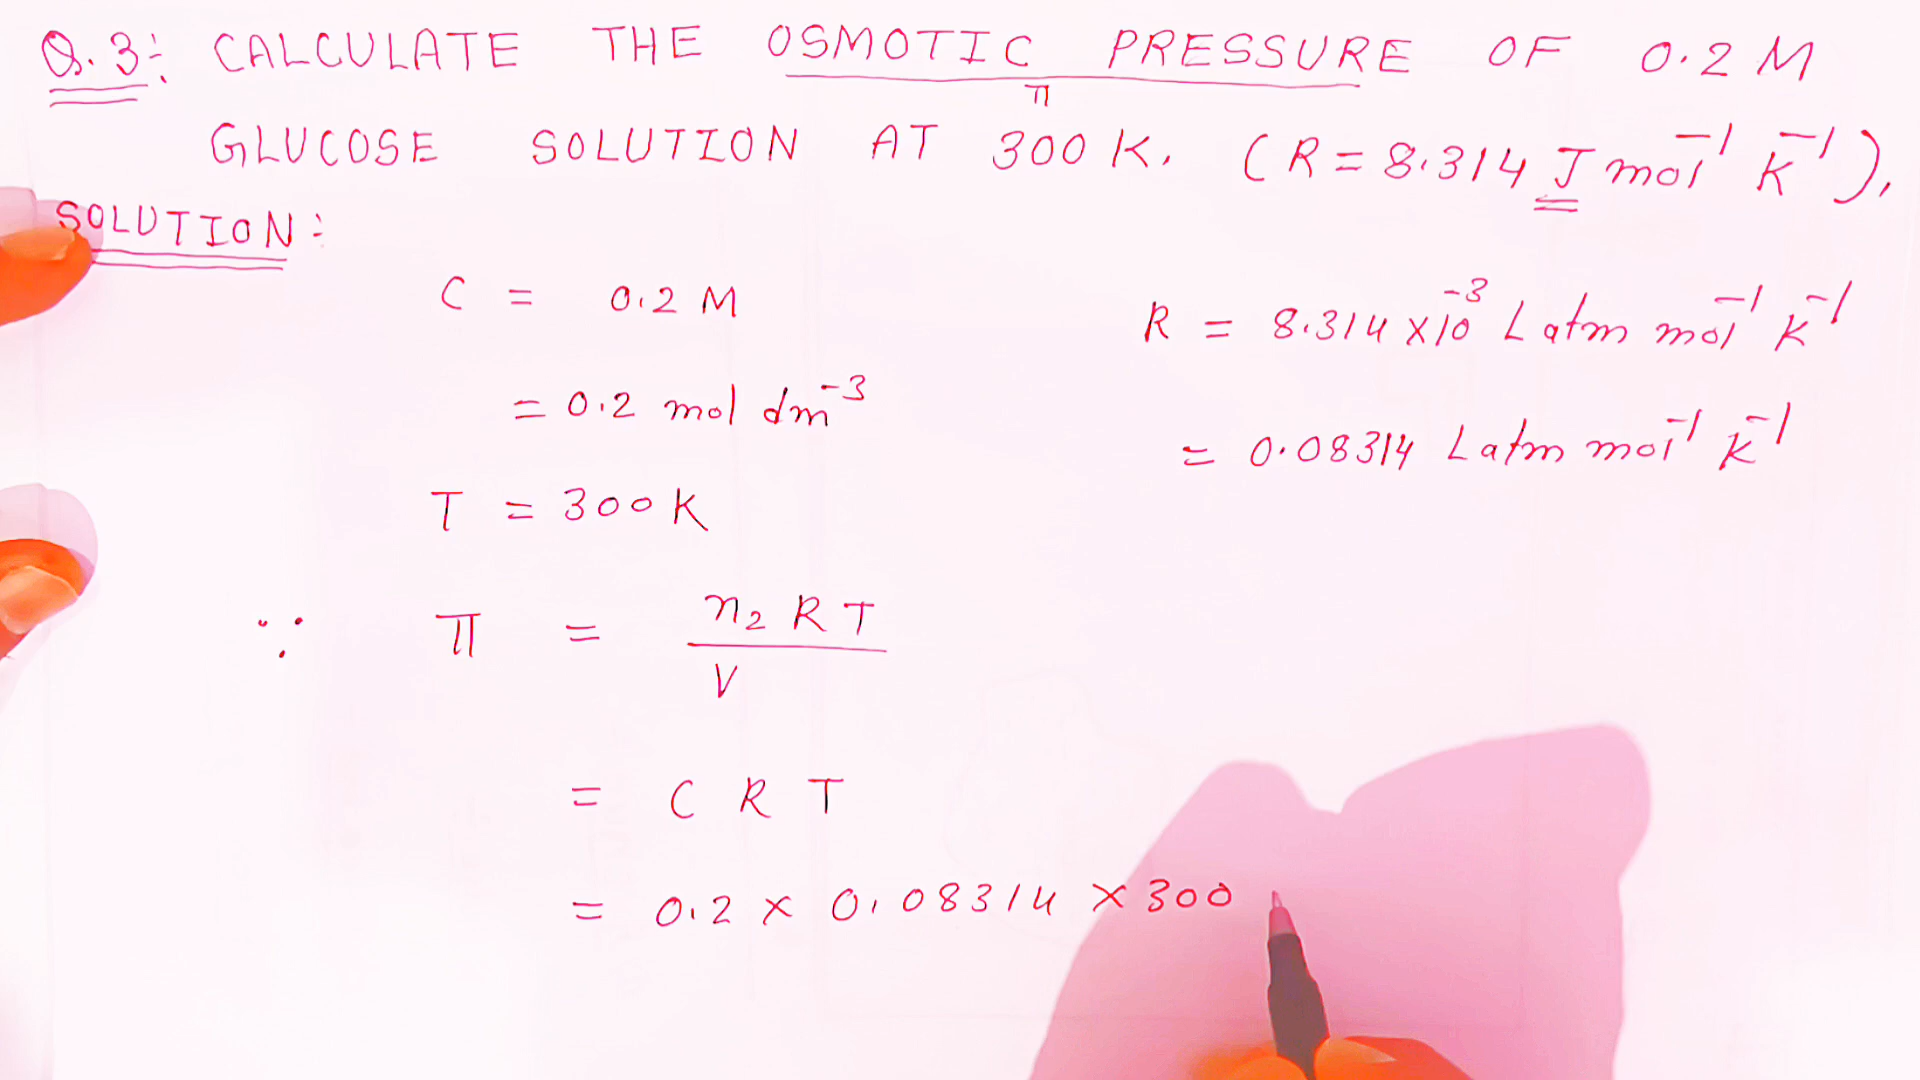 Q.3:- CALCULATE THE OSMOTIC PRESSURE OF 0.2 M
π
GLUCOSE SOLUTION AT 300 K. (R = 8.314 J mol⁻¹ K⁻¹).
SOLUTION:-
C = 0.2 M
R = 8.314 × 10⁻³ L atm mol⁻¹ K⁻¹
= 0.2 mol dm⁻³
= 0.08314 L atm mol⁻¹ K⁻¹
T = 300 K
∵ π = n₂ R T
V
= C R T
= 0.2 × 0.08314 × 300